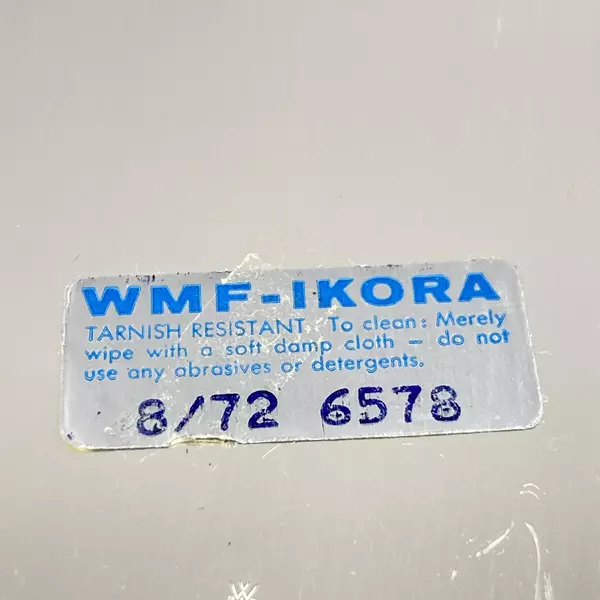 WMF-IKORA
TARNISH RESISTANT. To clean: Merely
wipe with a soft damp cloth — do not
use any abrasives or detergents.
8/72 6578
W